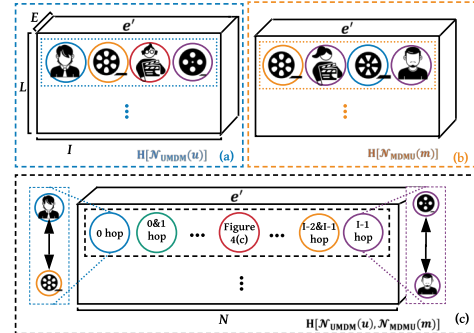 E
e′
L
I
H[𝒩UMDM(u)] (a)
e′
H[𝒩MDMU(m)] (b)
e′
0 hop
0&1
hop
Figure
4(c)
I-2&I-1
hop
I-1
hop
N
(c)
H[𝒩UMDM(u), 𝒩MDMU(m)]